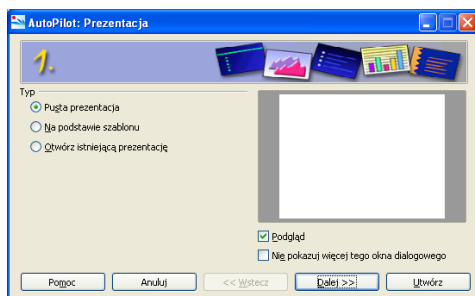 AutoPilot: Prezentacja
1.
Typ
Pusta prezentacja
Na podstawie szablonu
Otwórz istniejącą prezentację
Podgląd
Nie pokazuj więcej tego okna dialogowego
Pomoc Anuluj << Wstecz Dalej >> Utwórz